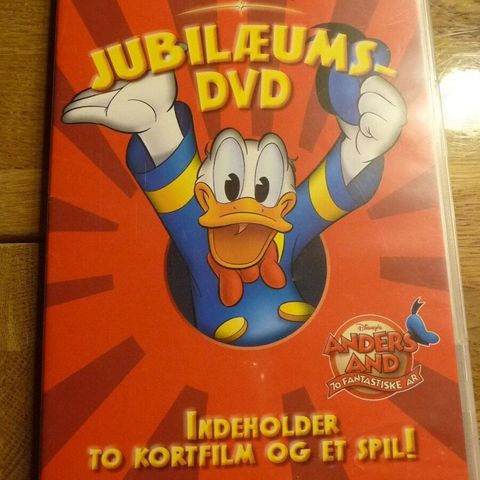 JUBILÆUMS-
DVD
Disney's
ANDERS
AND
70 FANTASTISKE ÅR
INDEHOLDER
TO KORTFILM OG ET SPIL!